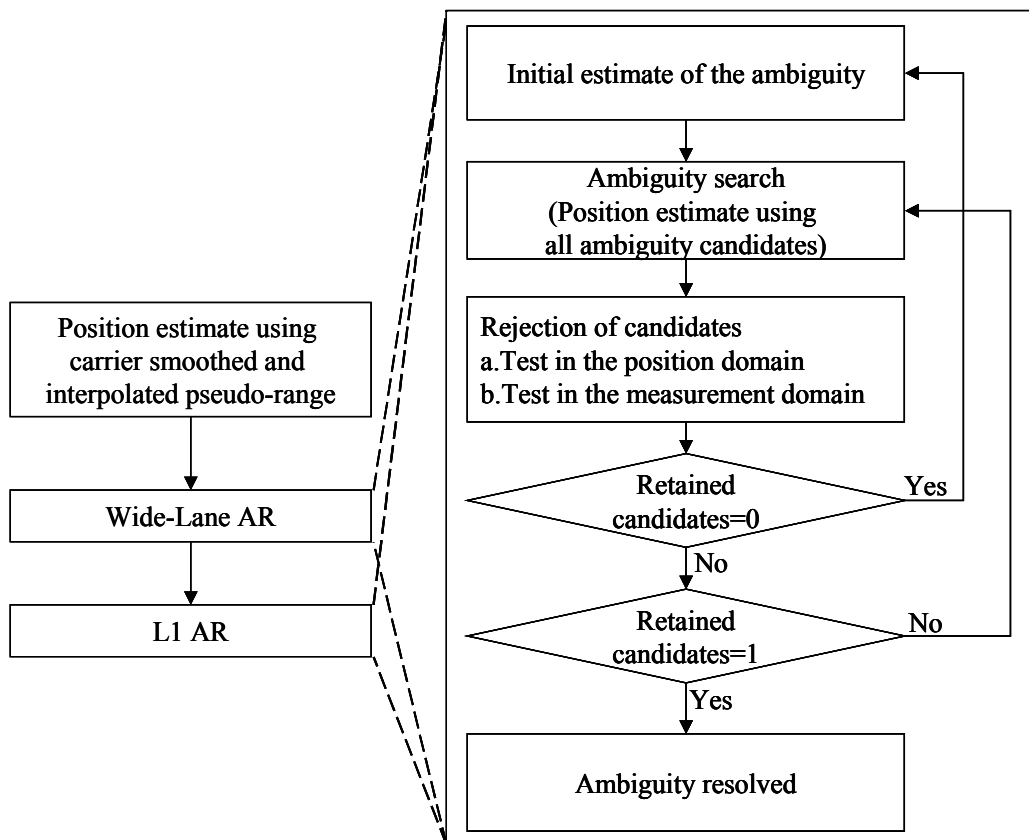 Position estimate using
carrier smoothed and
interpolated pseudo-range
Wide-Lane AR
L1 AR
Initial estimate of the ambiguity
Ambiguity search
(Position estimate using
all ambiguity candidates)
Rejection of candidates
a.Test in the position domain
b.Test in the measurement domain
Retained
candidates=0
Yes
No
Retained
candidates=1
No
Yes
Ambiguity resolved